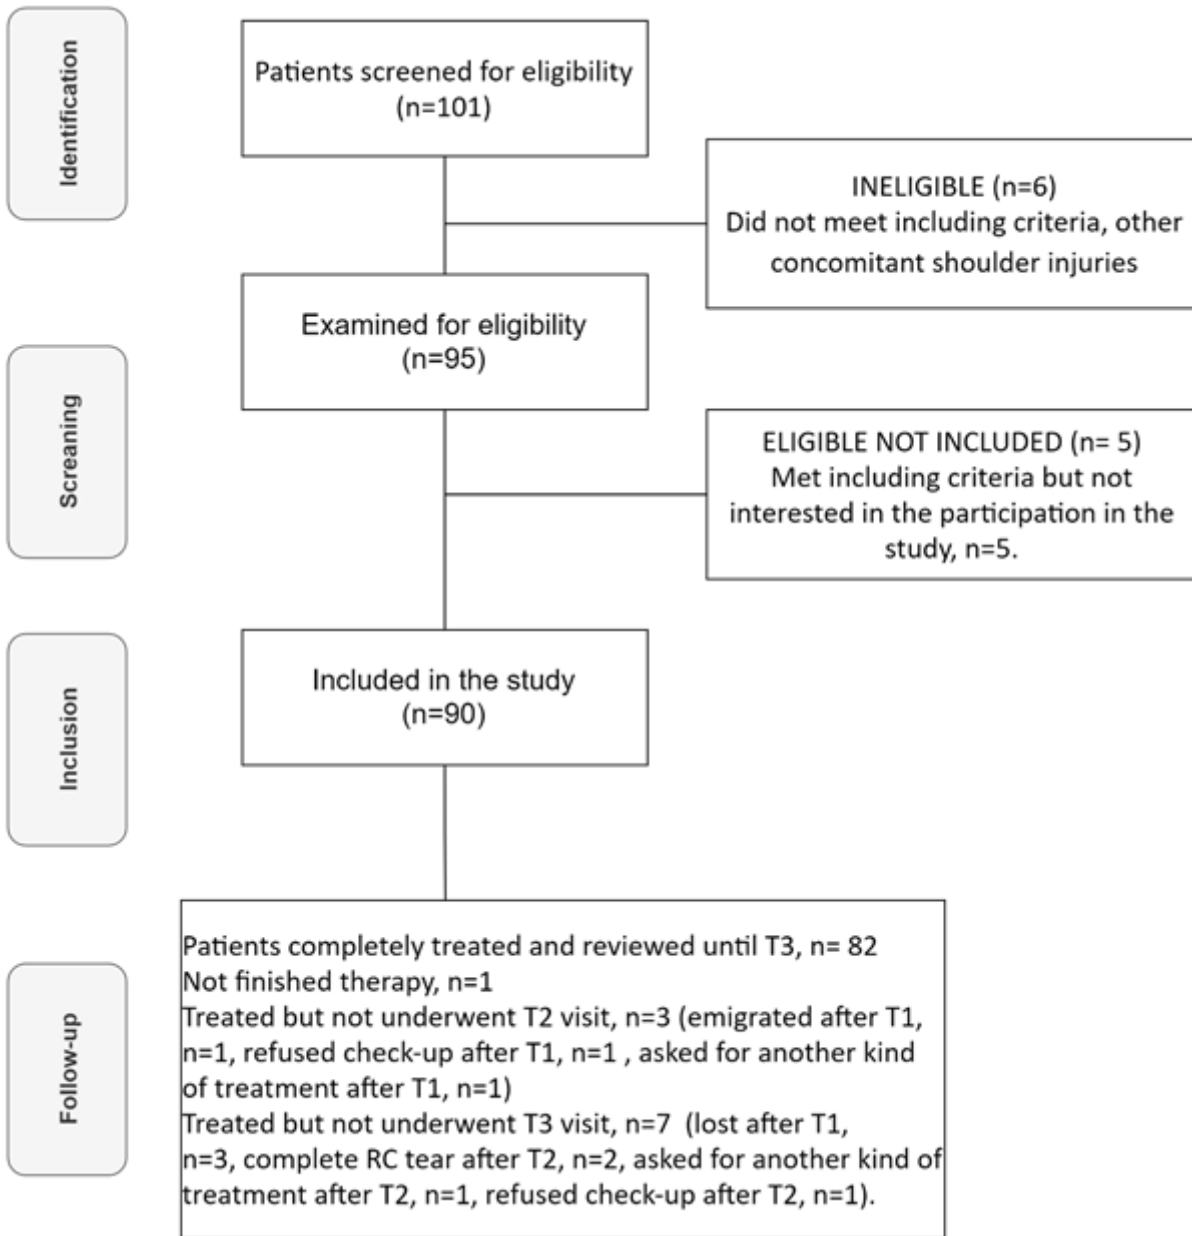 Identification
Patients screened for eligibility
(n=101)
INELIGIBLE (n=6)
Did not meet including criteria, other
concomitant shoulder injuries
Screaning
Examined for eligibility
(n=95)
ELIGIBLE NOT INCLUDED (n= 5)
Met including criteria but not
interested in the participation in the
study, n=5.
Inclusion
Included in the study
(n=90)
Follow-up
Patients completely treated and reviewed until T3, n= 82
Not finished therapy, n=1
Treated but not underwent T2 visit, n=3 (emigrated after T1,
n=1, refused check-up after T1, n=1 , asked for another kind
of treatment after T1, n=1)
Treated but not underwent T3 visit, n=7  (lost after T1,
n=3, complete RC tear after T2, n=2, asked for another kind of
treatment after T2, n=1, refused check-up after T2, n=1).